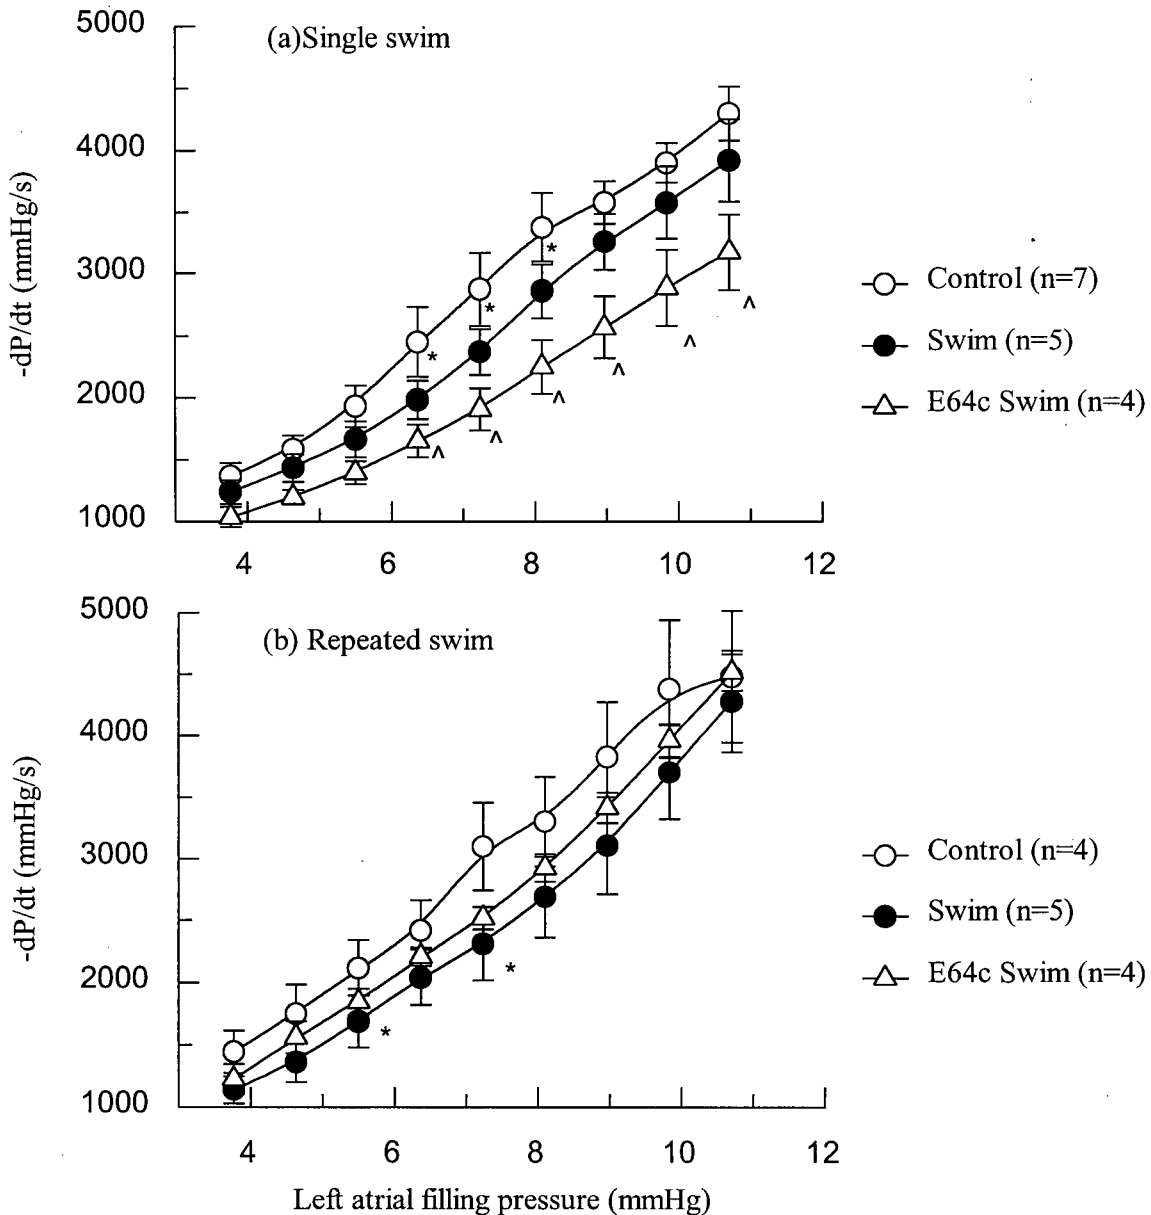 (a)Single swim
5000
4000
3000
2000
1000
-dP/dt (mmHg/s)
*
*
*
^
^
^
^
^
^
4 6 8 10 12
Control (n=7)
Swim (n=5)
E64c Swim (n=4)
(b) Repeated swim
5000
4000
3000
2000
1000
-dP/dt (mmHg/s)
*
*
4 6 8 10 12
Left atrial filling pressure (mmHg)
Control (n=4)
Swim (n=5)
E64c Swim (n=4)